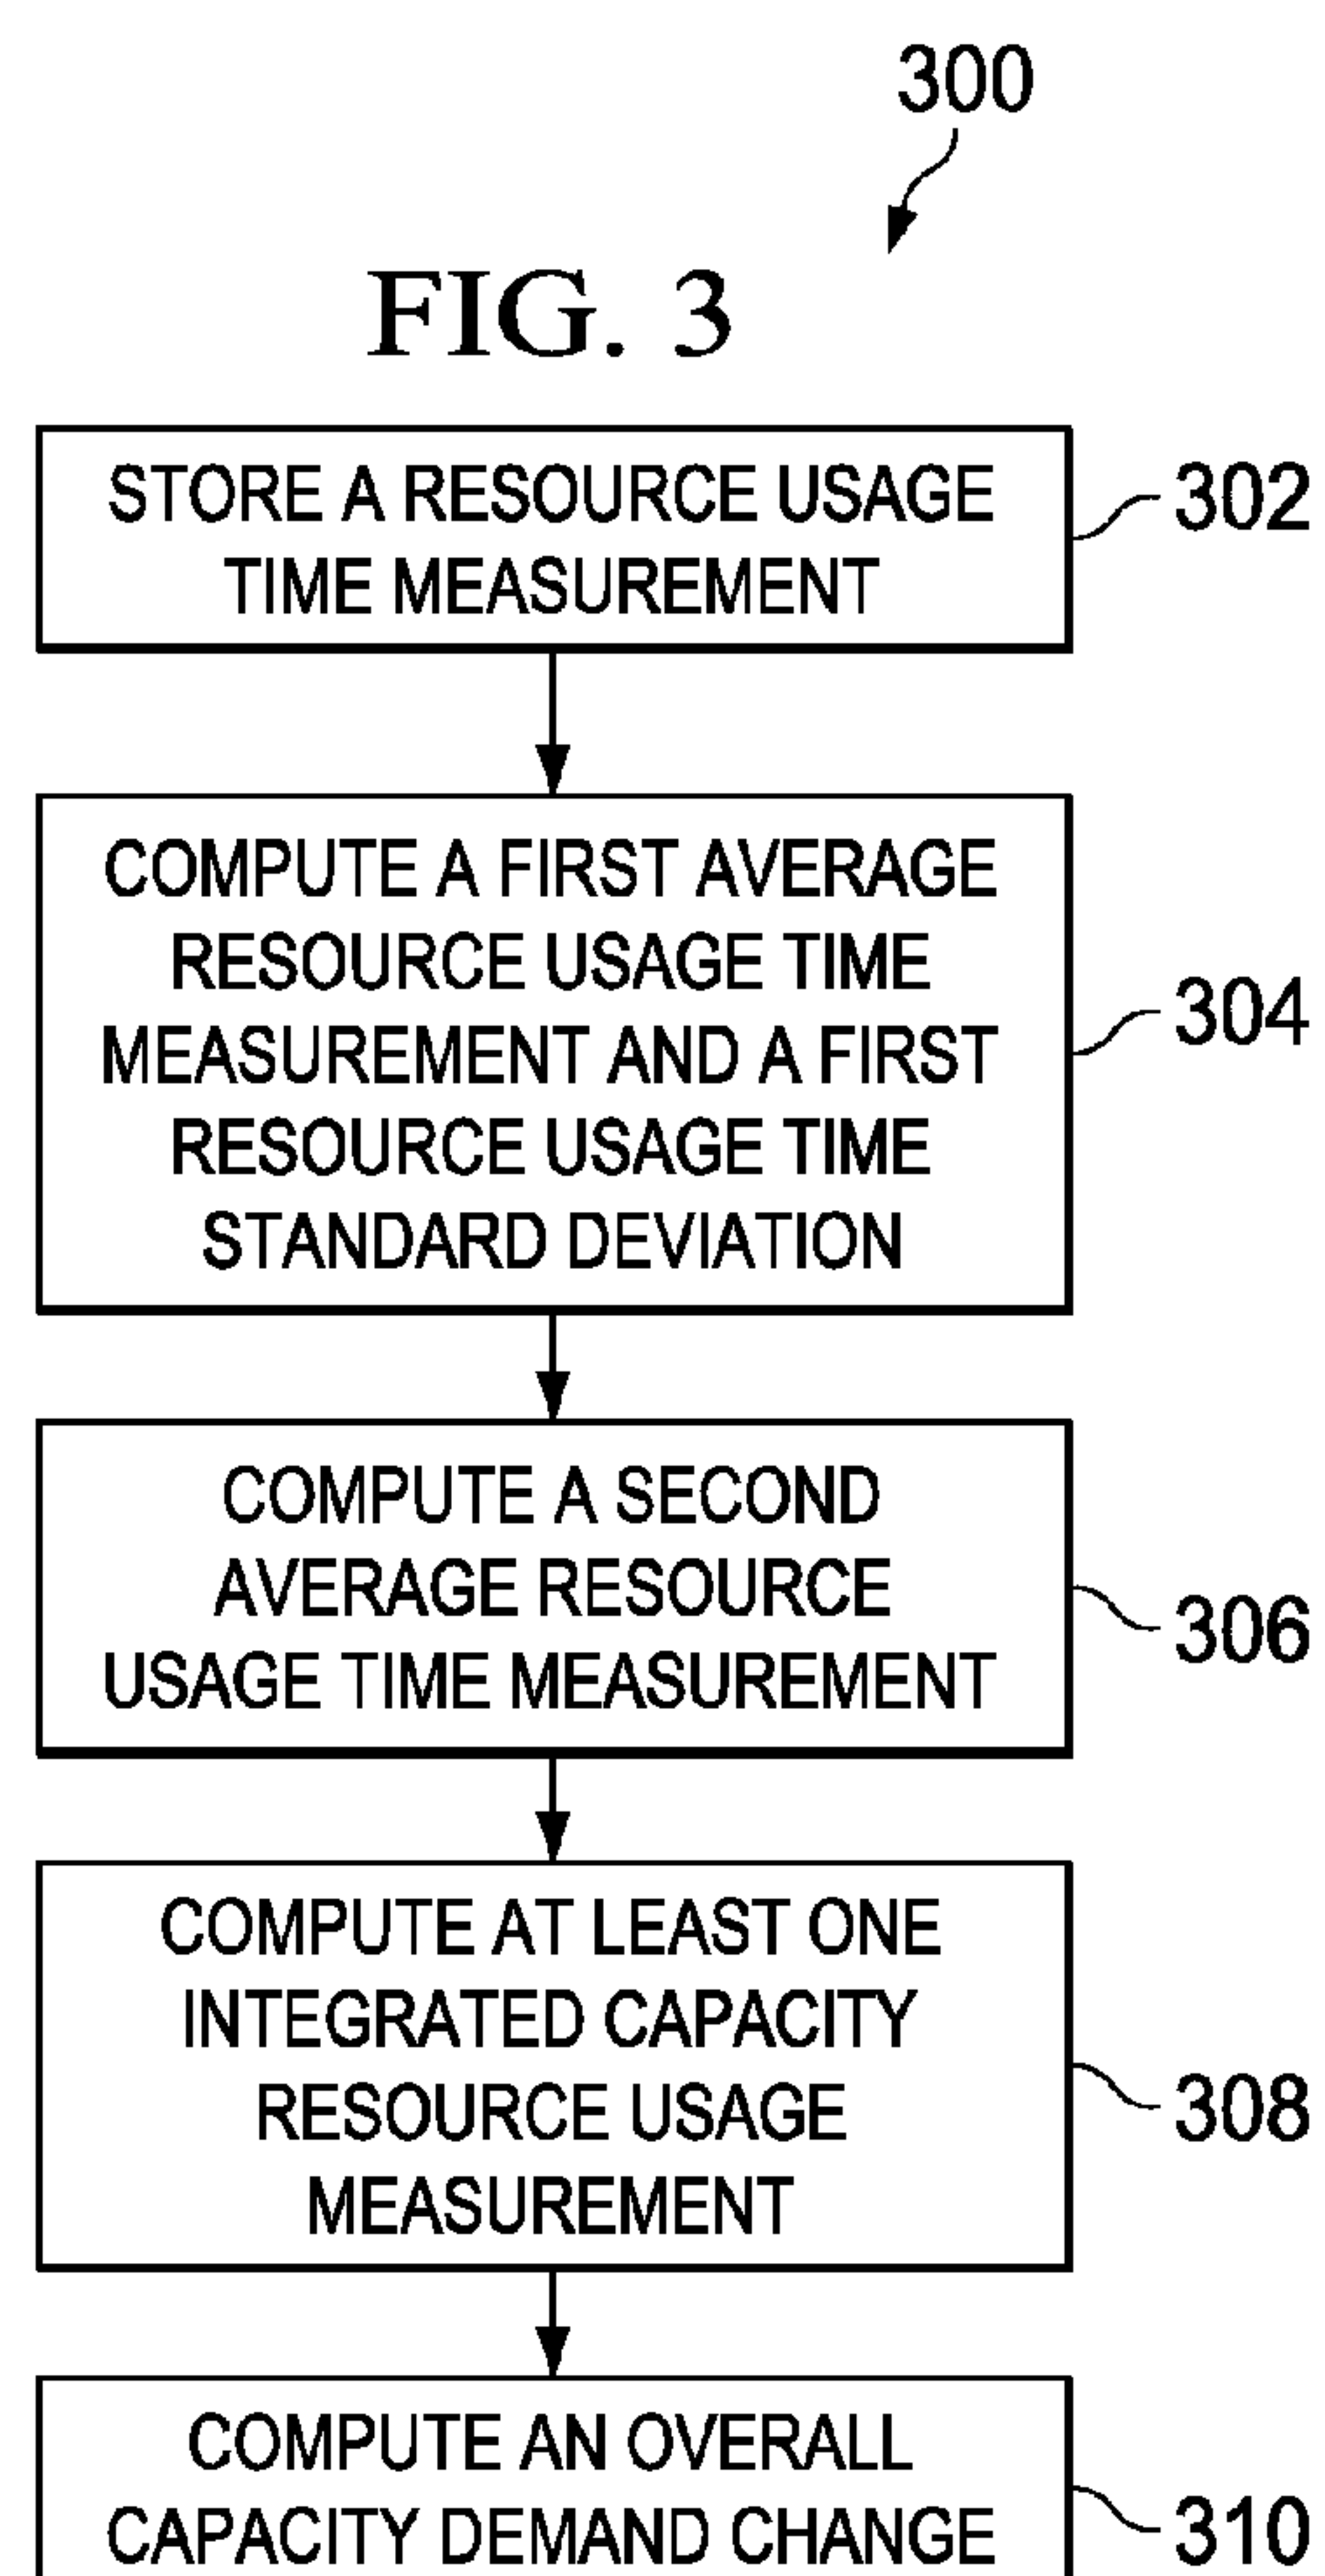 300
FIG. 3
STORE A RESOURCE USAGE
TIME MEASUREMENT
302
COMPUTE A FIRST AVERAGE
RESOURCE USAGE TIME
MEASUREMENT AND A FIRST
RESOURCE USAGE TIME
STANDARD DEVIATION
304
COMPUTE A SECOND
AVERAGE RESOURCE
USAGE TIME MEASUREMENT
306
COMPUTE AT LEAST ONE
INTEGRATED CAPACITY
RESOURCE USAGE
MEASUREMENT
308
COMPUTE AN OVERALL
CAPACITY DEMAND CHANGE
310